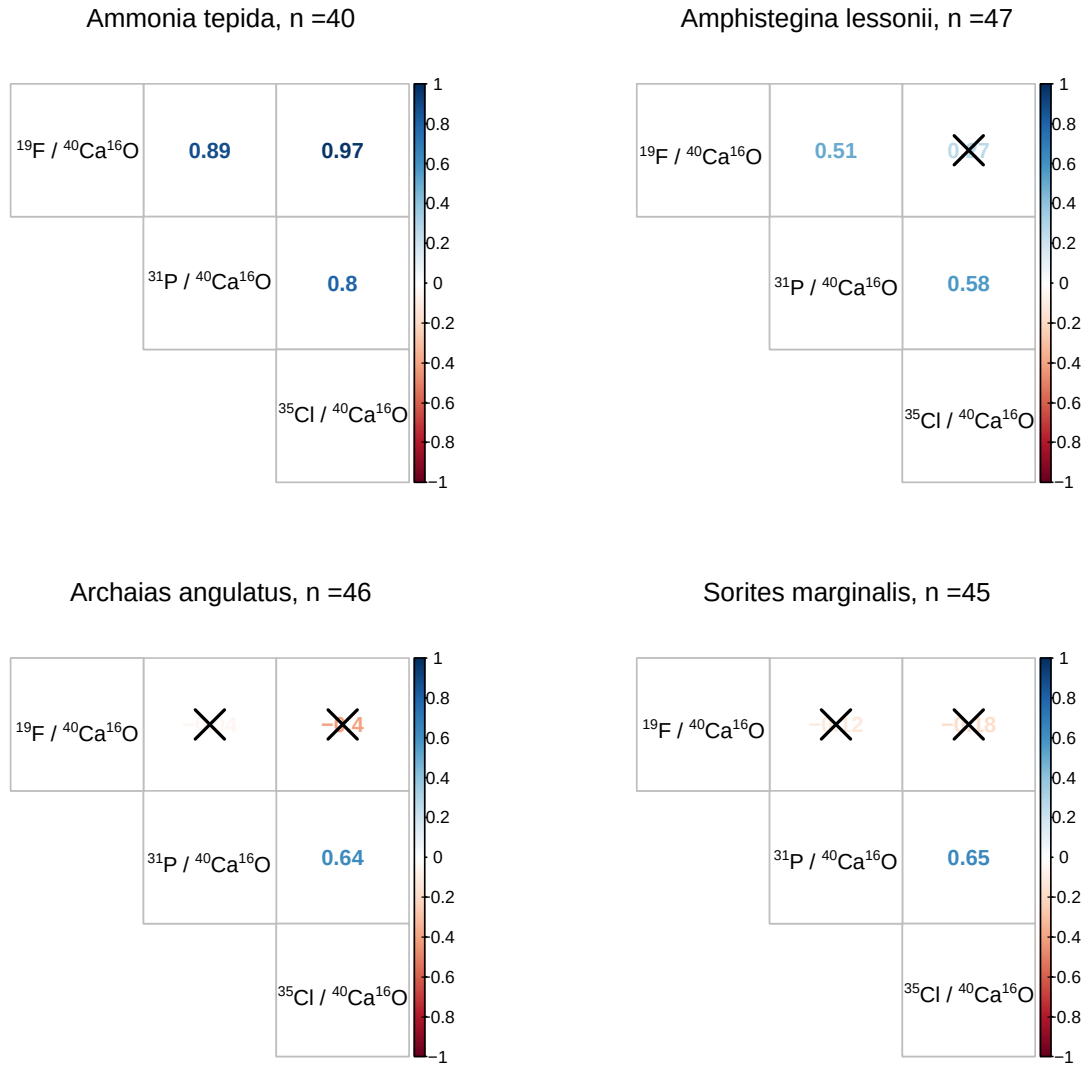 Ammonia tepida, n =40
¹⁹F / ⁴⁰Ca¹⁶O 0.89 0.97
³¹P / ⁴⁰Ca¹⁶O 0.8
³⁵Cl / ⁴⁰Ca¹⁶O
1
0.8
0.6
0.4
0.2
0
−0.2
−0.4
−0.6
−0.8
−1
Amphistegina lessonii, n =47
¹⁹F / ⁴⁰Ca¹⁶O 0.51
³¹P / ⁴⁰Ca¹⁶O 0.58
³⁵Cl / ⁴⁰Ca¹⁶O
1
0.8
0.6
0.4
0.2
0
−0.2
−0.4
−0.6
−0.8
−1
Archaias angulatus, n =46
¹⁹F / ⁴⁰Ca¹⁶O −0.4
³¹P / ⁴⁰Ca¹⁶O 0.64
³⁵Cl / ⁴⁰Ca¹⁶O
1
0.8
0.6
0.4
0.2
0
−0.2
−0.4
−0.6
−0.8
−1
Sorites marginalis, n =45
¹⁹F / ⁴⁰Ca¹⁶O −0.12 −0.18
³¹P / ⁴⁰Ca¹⁶O 0.65
³⁵Cl / ⁴⁰Ca¹⁶O
1
0.8
0.6
0.4
0.2
0
−0.2
−0.4
−0.6
−0.8
−1